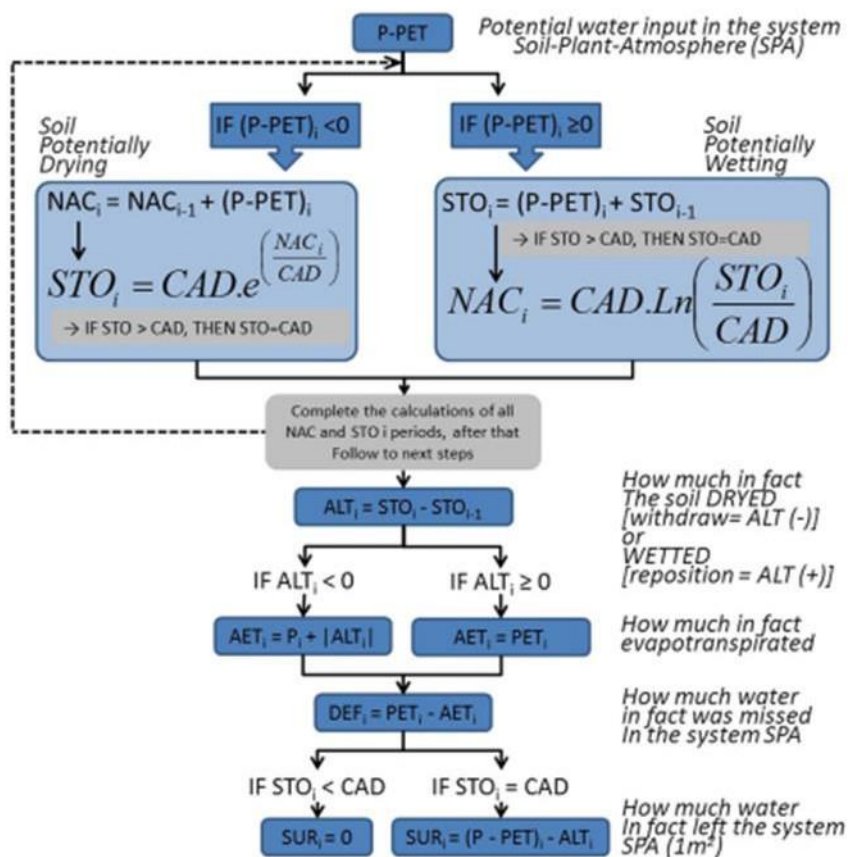 P-PET
Potential water input in the system
Soil-Plant-Atmosphere (SPA)
Soil
Potentially
Drying
IF (P-PET)i <0
IF (P-PET)i ≥0
Soil
Potentially
Wetting
NACi = NACi-1 + (P-PET)i
STOi = CAD.e^(NACi/CAD)
→ IF STO > CAD, THEN STO=CAD
STOi = (P-PET)i + STOi-1
→ IF STO > CAD, THEN STO=CAD
NACi = CAD.Ln(STOi/CAD)
Complete the calculations of all
NAC and STO i periods, after that
Follow to next steps
ALTi = STOi - STOi-1
How much in fact
The soil DRYED
[withdraw= ALT (-)]
or
WETTED
[reposition = ALT (+)]
IF ALTi < 0
IF ALTi ≥ 0
AETi = Pi + |ALTi|
AETi = PETi
How much in fact
evapotranspirated
DEFi = PETi - AETi
How much water
in fact was missed
In the system SPA
IF STOi < CAD
IF STOi = CAD
SURi = 0
SURi = (P - PET)i - ALTi
How much water
In fact left the system
SPA (1m²)